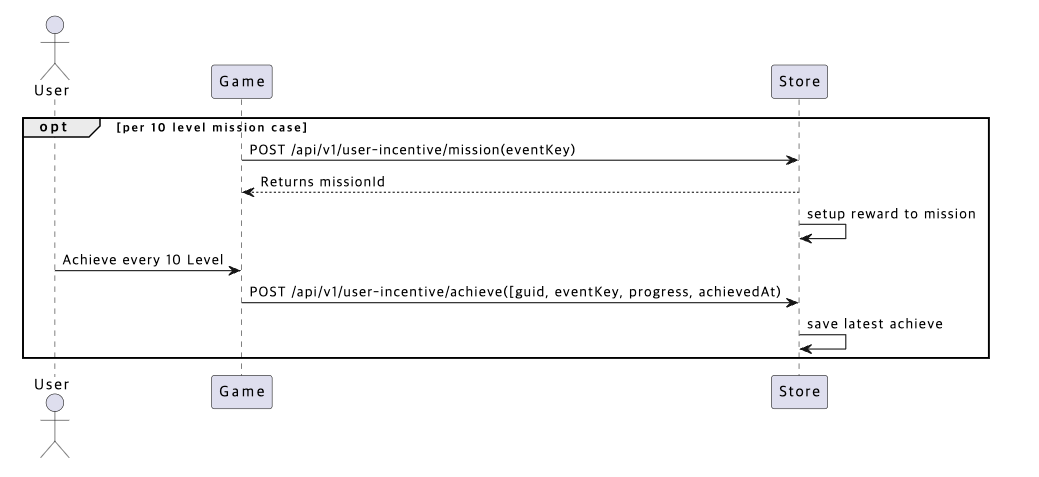 User
Game
Store
opt [per 10 level mission case]
POST /api/v1/user-incentive/mission(eventKey)
Returns missionId
setup reward to mission
Achieve every 10 Level
POST /api/v1/user-incentive/achieve([guid, eventKey, progress, achievedAt)
save latest achieve
User
Game
Store